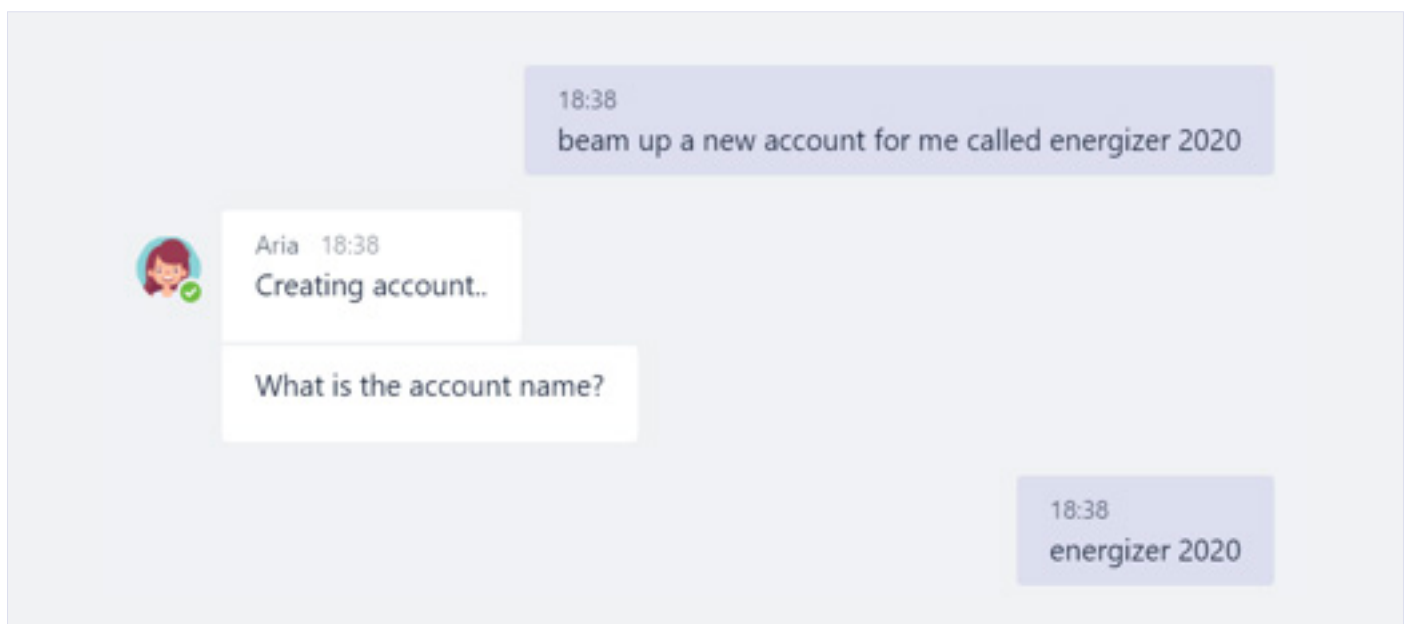 18:38
beam up a new account for me called energizer 2020
Aria 18:38
Creating account..
What is the account name?
18:38
energizer 2020